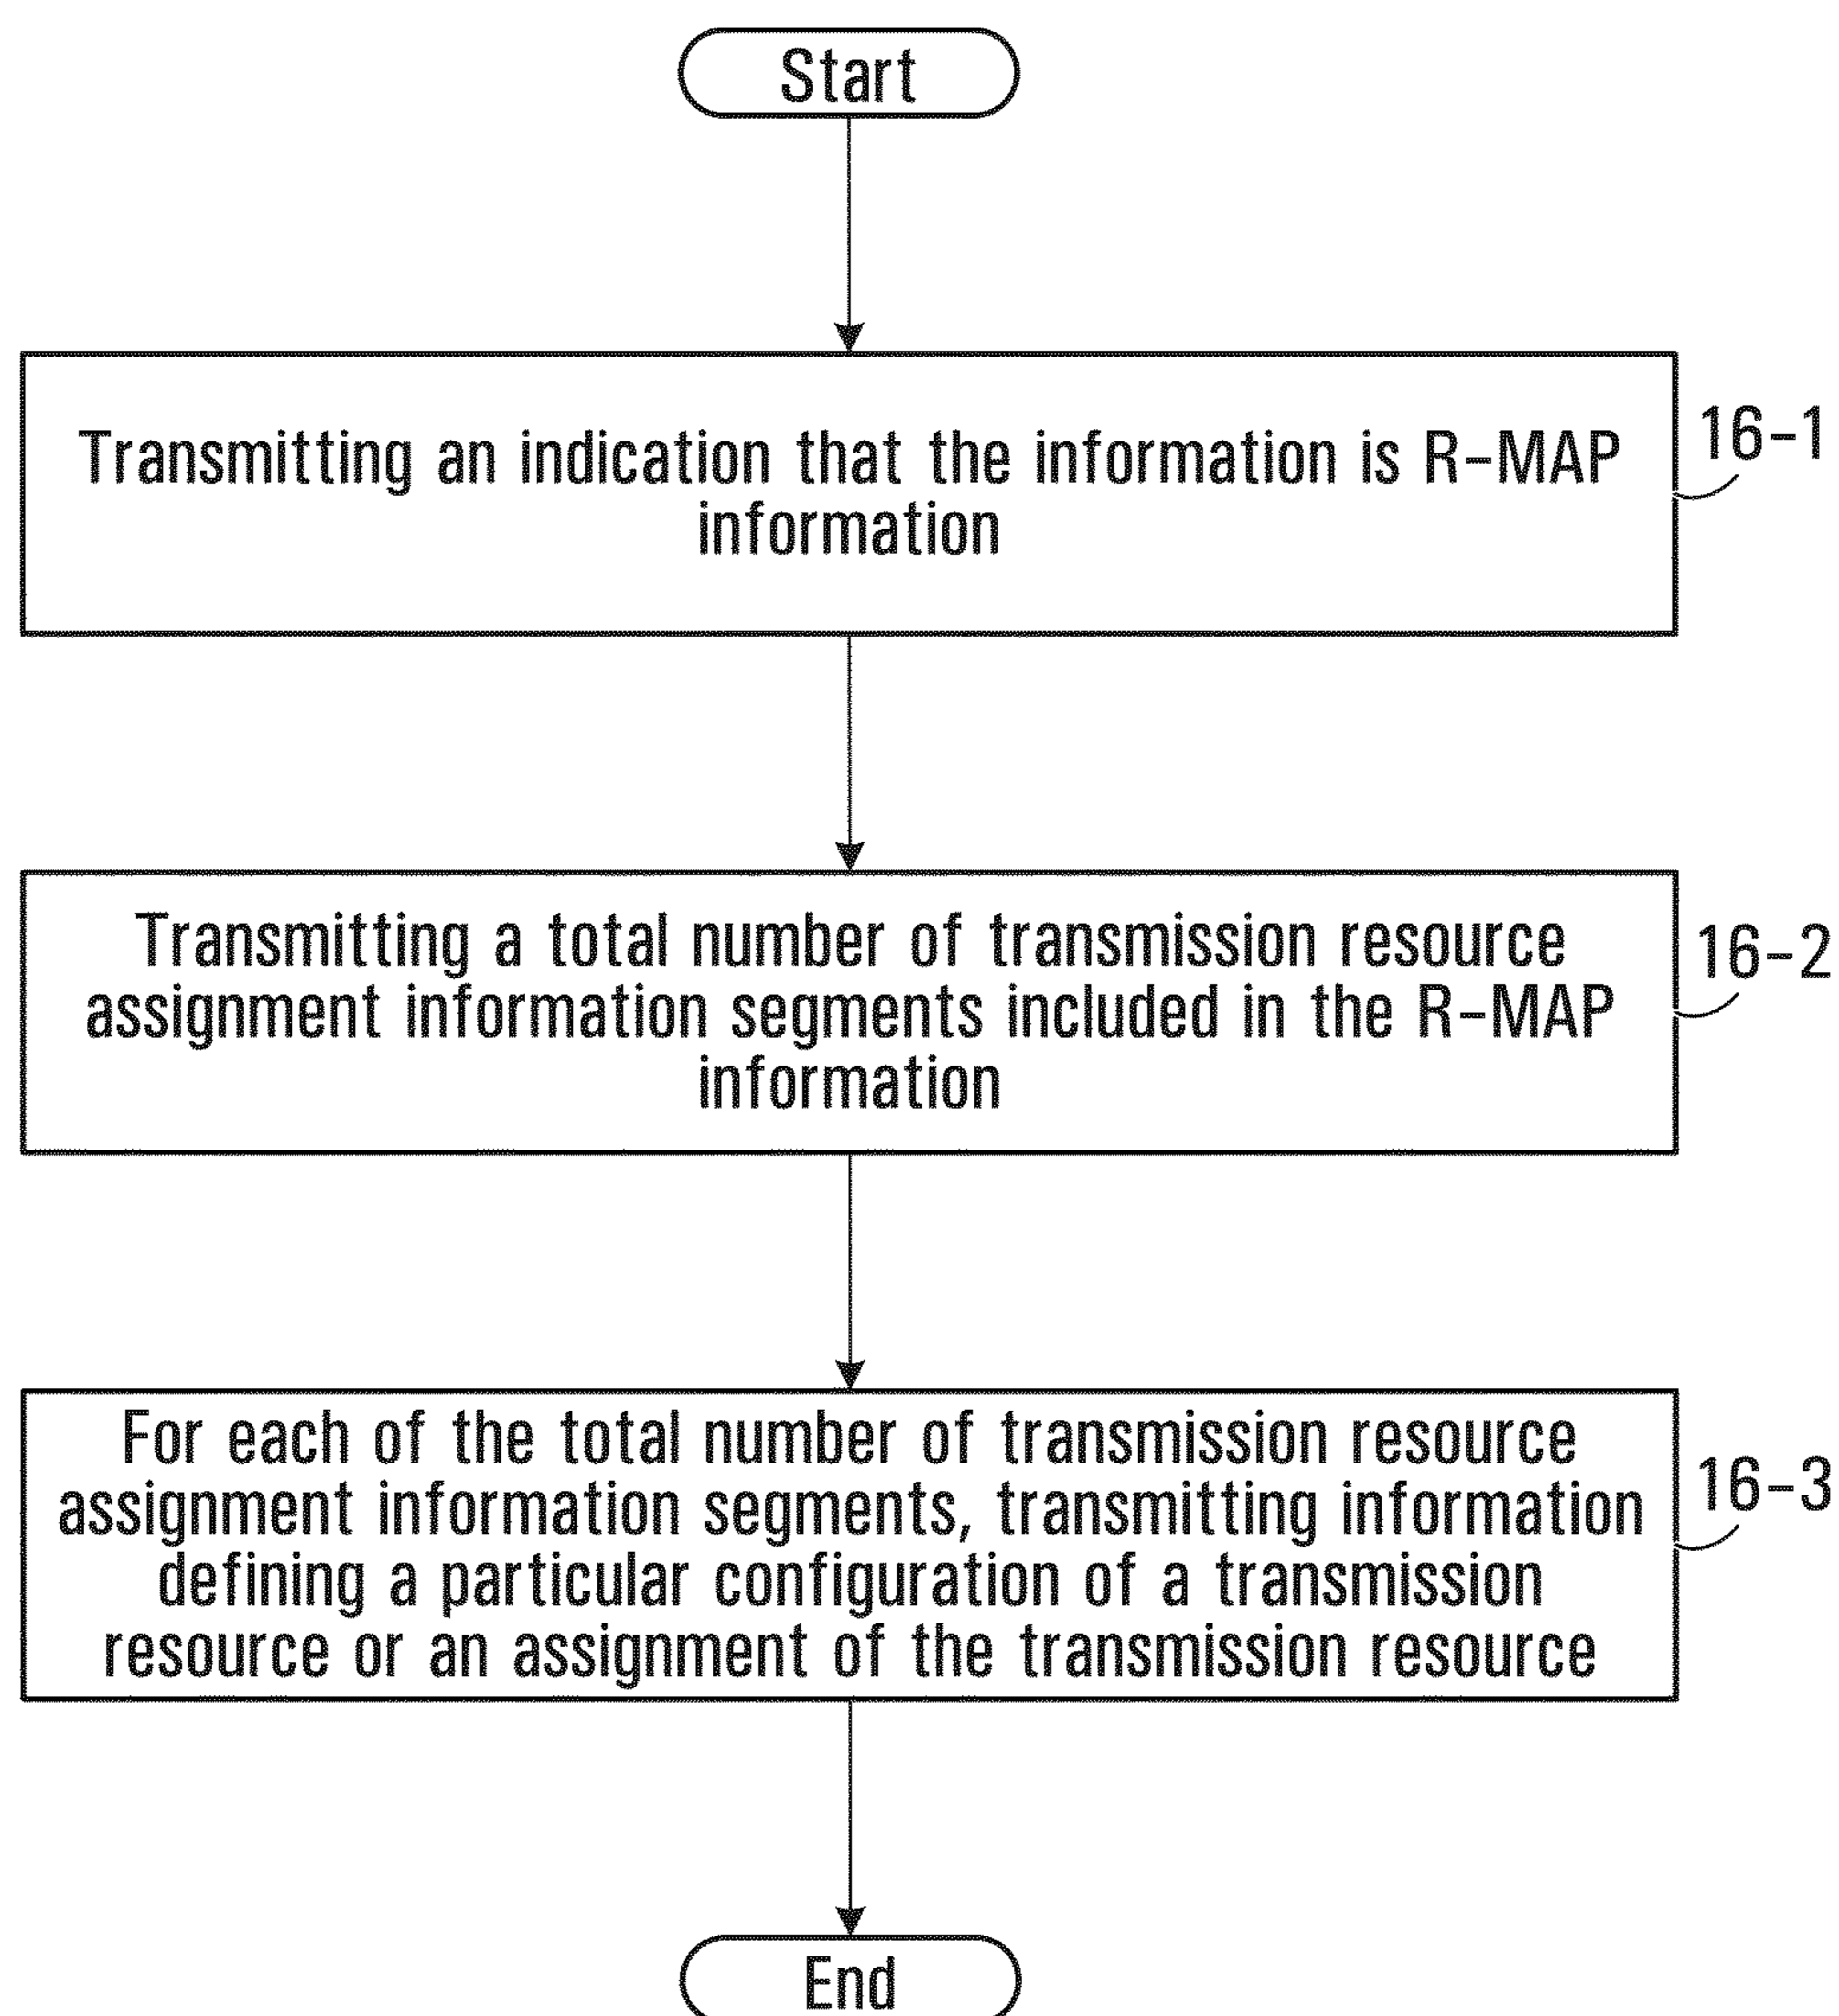 Start
Transmitting an indication that the information is R-MAP
information
16-1
Transmitting a total number of transmission resource
assignment information segments included in the R-MAP
information
16-2
For each of the total number of transmission resource
assignment information segments, transmitting information
defining a particular configuration of a transmission
resource or an assignment of the transmission resource
16-3
End